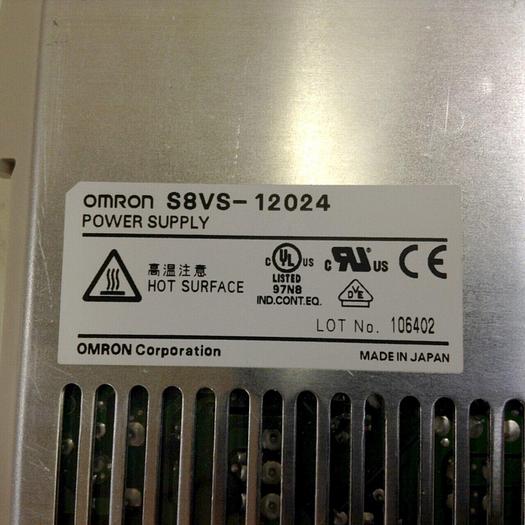 OMRON S8VS-12024
POWER SUPPLY
高温注意
HOT SURFACE
C UL US
LISTED
97N8
IND.CONT.EQ.
C RU US
CE
VDE
LOT No. 106402
OMRON Corporation
MADE IN JAPAN